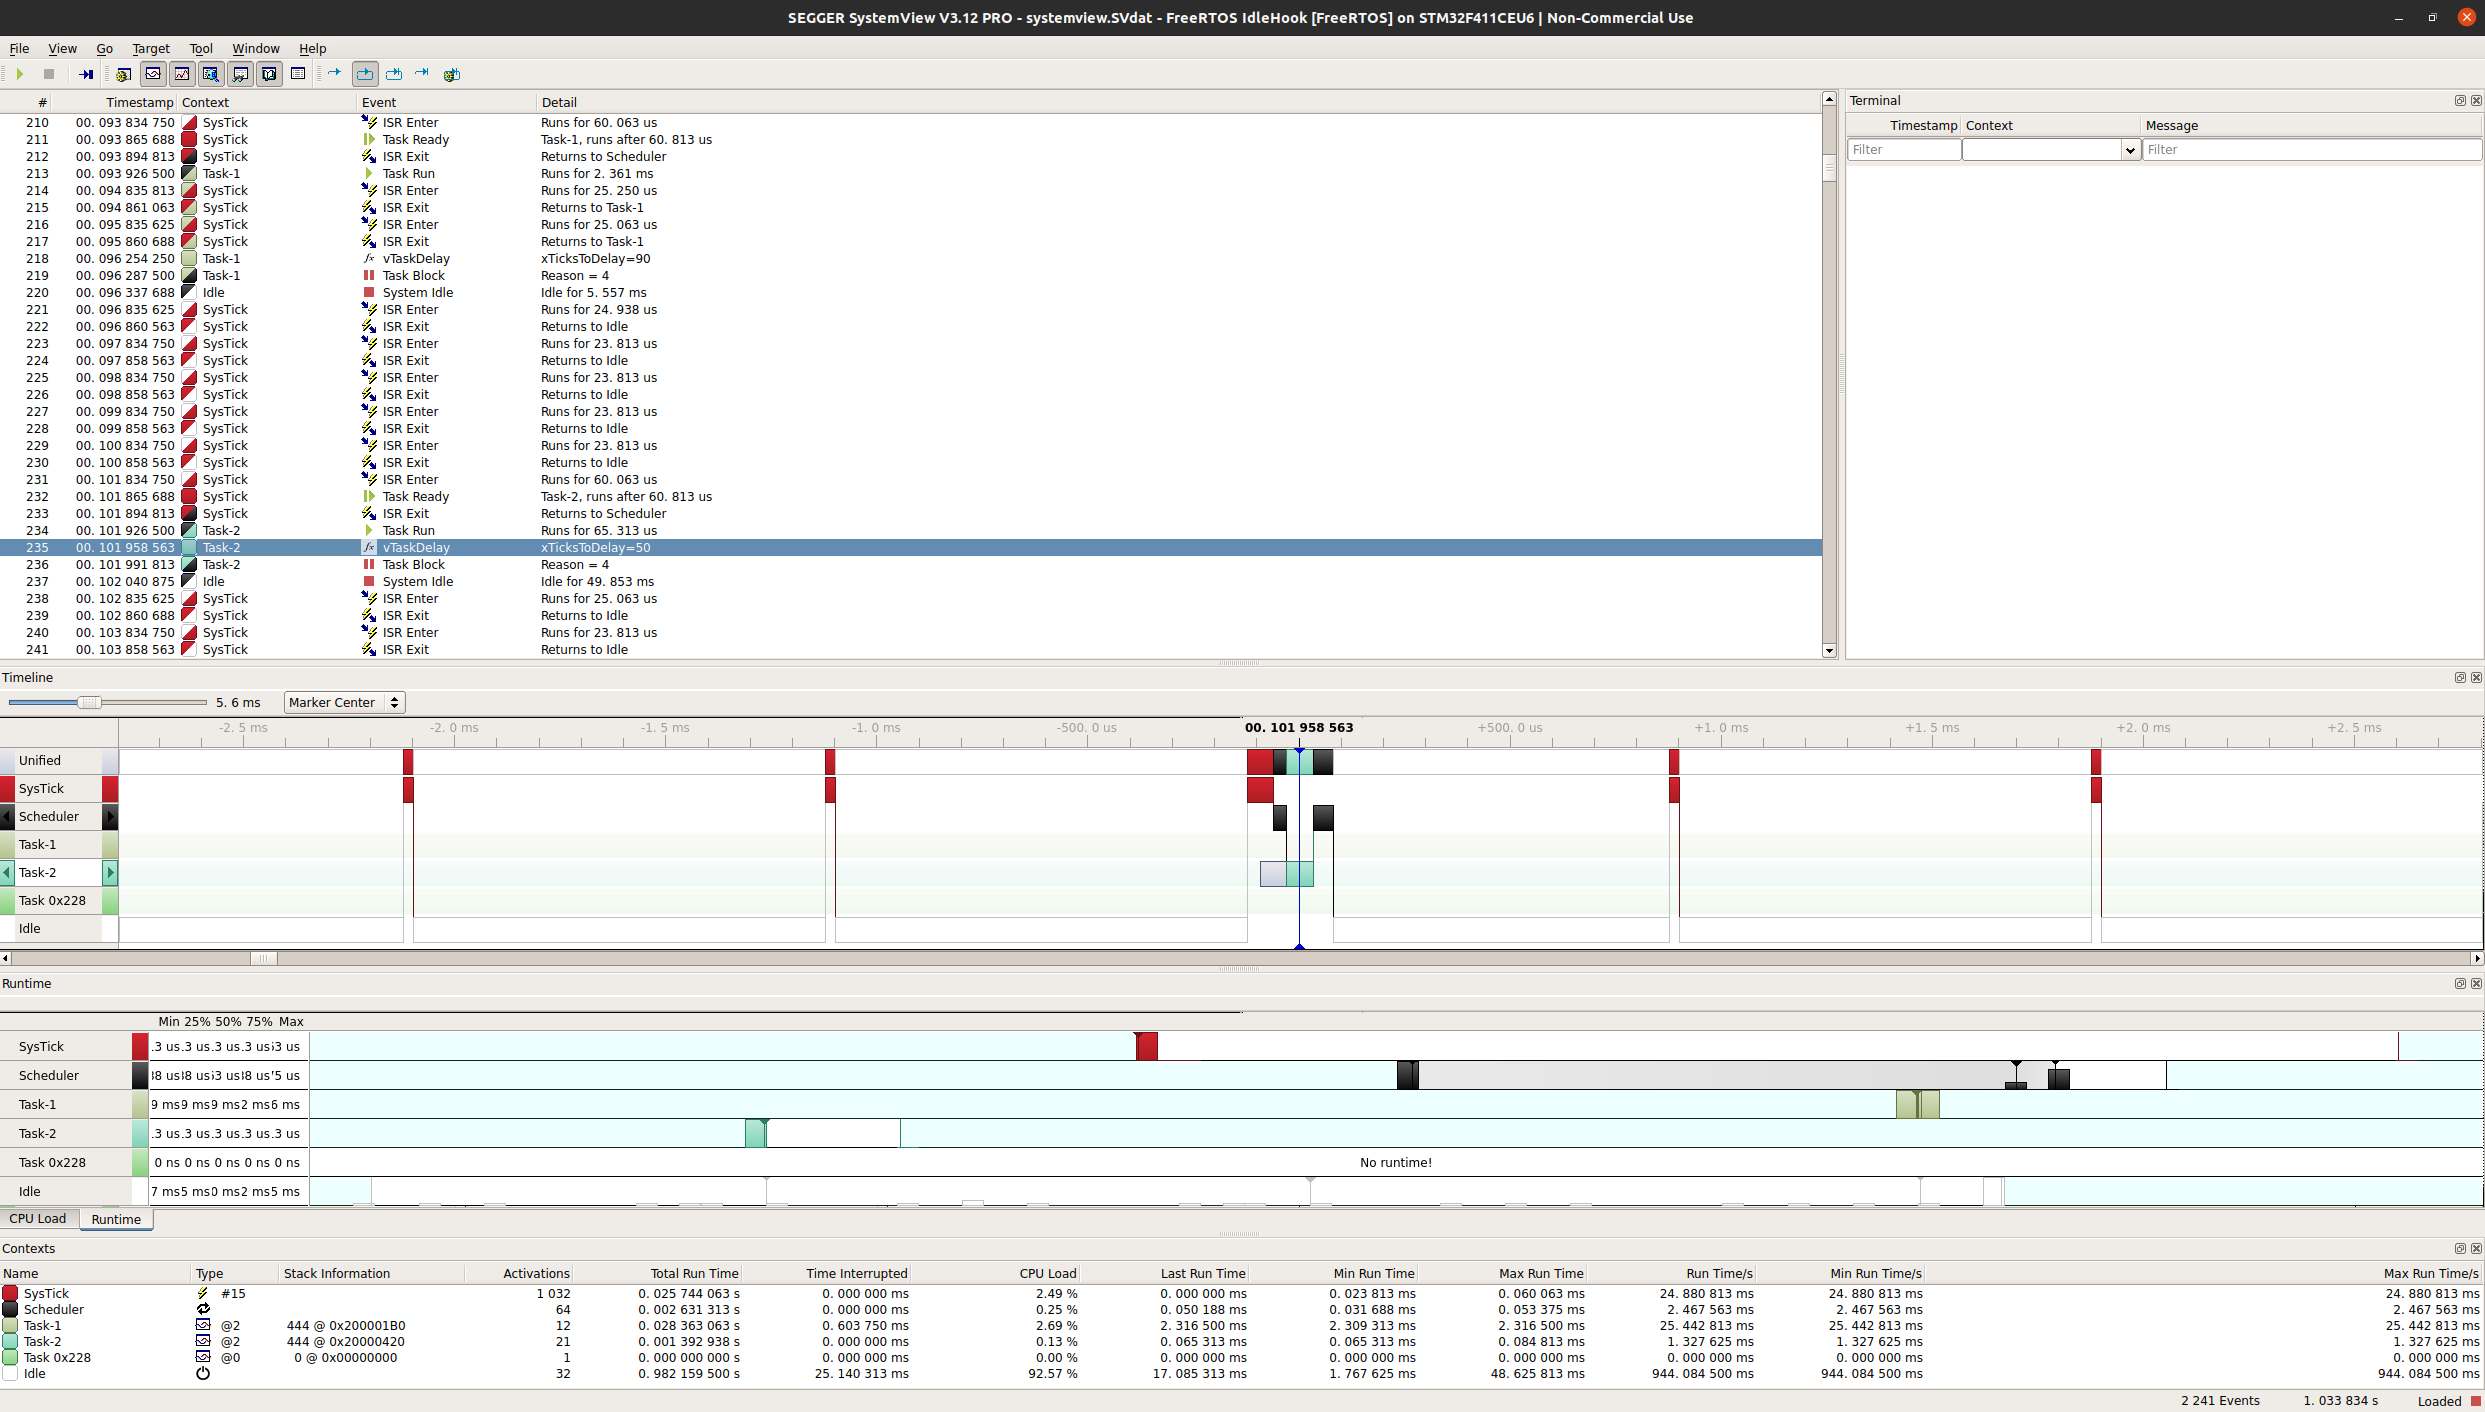 SEGGER SystemView V3.12 PRO - systemview.SVdat - FreeRTOS IdleHook [FreeRTOS] on STM32F411CEU6 | Non-Commercial Use
File View Go Target Tool Window Help
# Timestamp Context Event Detail
210 00. 093 834 750 SysTick ISR Enter Runs for 60. 063 us
211 00. 093 865 688 SysTick Task Ready Task-1, runs after 60. 813 us
212 00. 093 894 813 SysTick ISR Exit Returns to Scheduler
213 00. 093 926 500 Task-1 Task Run Runs for 2. 361 ms
214 00. 094 835 813 SysTick ISR Enter Runs for 25. 250 us
215 00. 094 861 063 SysTick ISR Exit Returns to Task-1
216 00. 095 835 625 SysTick ISR Enter Runs for 25. 063 us
217 00. 095 860 688 SysTick ISR Exit Returns to Task-1
218 00. 096 254 250 Task-1 fx vTaskDelay xTicksToDelay=90
219 00. 096 287 500 Task-1 Task Block Reason = 4
220 00. 096 337 688 Idle System Idle Idle for 5. 557 ms
221 00. 096 835 625 SysTick ISR Enter Runs for 24. 938 us
222 00. 096 860 563 SysTick ISR Exit Returns to Idle
223 00. 097 834 750 SysTick ISR Enter Runs for 23. 813 us
224 00. 097 858 563 SysTick ISR Exit Returns to Idle
225 00. 098 834 750 SysTick ISR Enter Runs for 23. 813 us
226 00. 098 858 563 SysTick ISR Exit Returns to Idle
227 00. 099 834 750 SysTick ISR Enter Runs for 23. 813 us
228 00. 099 858 563 SysTick ISR Exit Returns to Idle
229 00. 100 834 750 SysTick ISR Enter Runs for 23. 813 us
230 00. 100 858 563 SysTick ISR Exit Returns to Idle
231 00. 101 834 750 SysTick ISR Enter Runs for 60. 063 us
232 00. 101 865 688 SysTick Task Ready Task-2, runs after 60. 813 us
233 00. 101 894 813 SysTick ISR Exit Returns to Scheduler
234 00. 101 926 500 Task-2 Task Run Runs for 65. 313 us
235 00. 101 958 563 Task-2 fx vTaskDelay xTicksToDelay=50
236 00. 101 991 813 Task-2 Task Block Reason = 4
237 00. 102 040 875 Idle System Idle Idle for 49. 853 ms
238 00. 102 835 625 SysTick ISR Enter Runs for 25. 063 us
239 00. 102 860 688 SysTick ISR Exit Returns to Idle
240 00. 103 834 750 SysTick ISR Enter Runs for 23. 813 us
241 00. 103 858 563 SysTick ISR Exit Returns to Idle
Terminal
Timestamp Context Message
Filter Filter
Timeline
5. 6 ms Marker Center
-2. 5 ms -2. 0 ms -1. 5 ms -1. 0 ms -500. 0 us 00. 101 958 563 +500. 0 us +1. 0 ms +1. 5 ms +2. 0 ms +2. 5 ms
Unified
SysTick
Scheduler
Task-1
Task-2
Task 0x228
Idle
Runtime
Min 25% 50% 75% Max
SysTick .3 us .3 us .3 us .3 us i3 us
Scheduler 38 us 38 us i3 us 38 us '5 us
Task-1 9 ms 9 ms 9 ms 2 ms 6 ms
Task-2 .3 us .3 us .3 us .3 us .3 us
Task 0x228 0 ns 0 ns 0 ns 0 ns 0 ns No runtime!
Idle 7 ms 5 ms 0 ms 2 ms 5 ms
CPU Load Runtime
Contexts
Name Type Stack Information Activations Total Run Time Time Interrupted CPU Load Last Run Time Min Run Time Max Run Time Run Time/s Min Run Time/s Max Run Time/s
SysTick #15 1 032 0. 025 744 063 s 0. 000 000 ms 2.49 % 0. 000 000 ms 0. 023 813 ms 0. 060 063 ms 24. 880 813 ms 24. 880 813 ms 24. 880 813 ms
Scheduler 64 0. 002 631 313 s 0. 000 000 ms 0.25 % 0. 050 188 ms 0. 031 688 ms 0. 053 375 ms 2. 467 563 ms 2. 467 563 ms 2. 467 563 ms
Task-1 @2 444 @ 0x200001B0 12 0. 028 363 063 s 0. 603 750 ms 2.69 % 2. 316 500 ms 2. 309 313 ms 2. 316 500 ms 25. 442 813 ms 25. 442 813 ms 25. 442 813 ms
Task-2 @2 444 @ 0x20000420 21 0. 001 392 938 s 0. 000 000 ms 0.13 % 0. 065 313 ms 0. 065 313 ms 0. 084 813 ms 1. 327 625 ms 1. 327 625 ms 1. 327 625 ms
Task 0x228 @0 0 @ 0x00000000 1 0. 000 000 000 s 0. 000 000 ms 0.00 % 0. 000 000 ms 0. 000 000 ms 0. 000 000 ms 0. 000 000 ms 0. 000 000 ms 0. 000 000 ms
Idle 32 0. 982 159 500 s 25. 140 313 ms 92.57 % 17. 085 313 ms 1. 767 625 ms 48. 625 813 ms 944. 084 500 ms 944. 084 500 ms 944. 084 500 ms
2 241 Events 1. 033 834 s Loaded